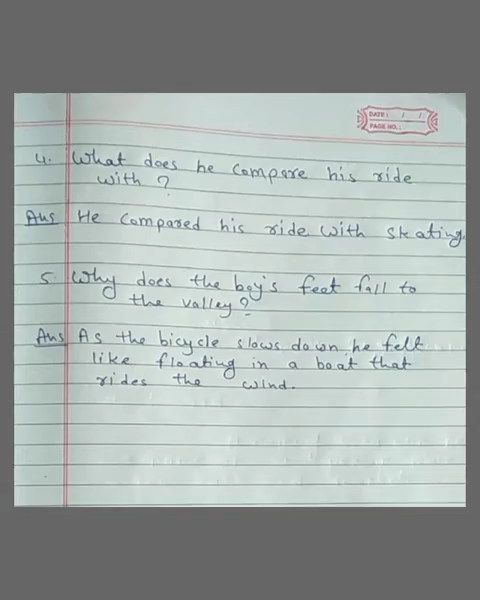 DATE: / /
PAGE NO.:
4. What does he compare his ride
with ?
Ans He compared his ride with skating.
5 Why does the boy's feet fall to
the valley?
Ans As the bicycle slows down, he felt
like floating in a boat that
rides the wind.